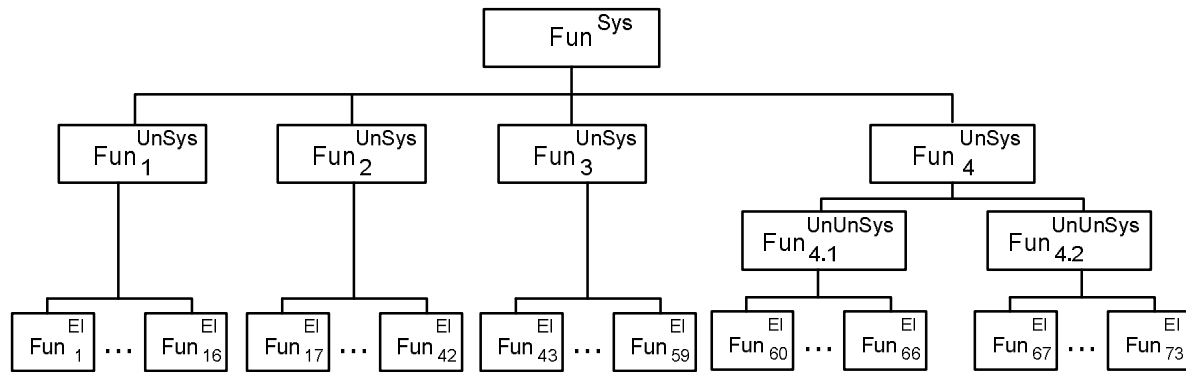 Fun Sys
Fun 1 UnSys
Fun 2 UnSys
Fun 3 UnSys
Fun 4 UnSys
Fun 4.1 UnUnSys
Fun 4.2 UnUnSys
Fun 1 El ... Fun 16 El
Fun 17 El ... Fun 42 El
Fun 43 El ... Fun 59 El
Fun 60 El ... Fun 66 El
Fun 67 El ... Fun 73 El